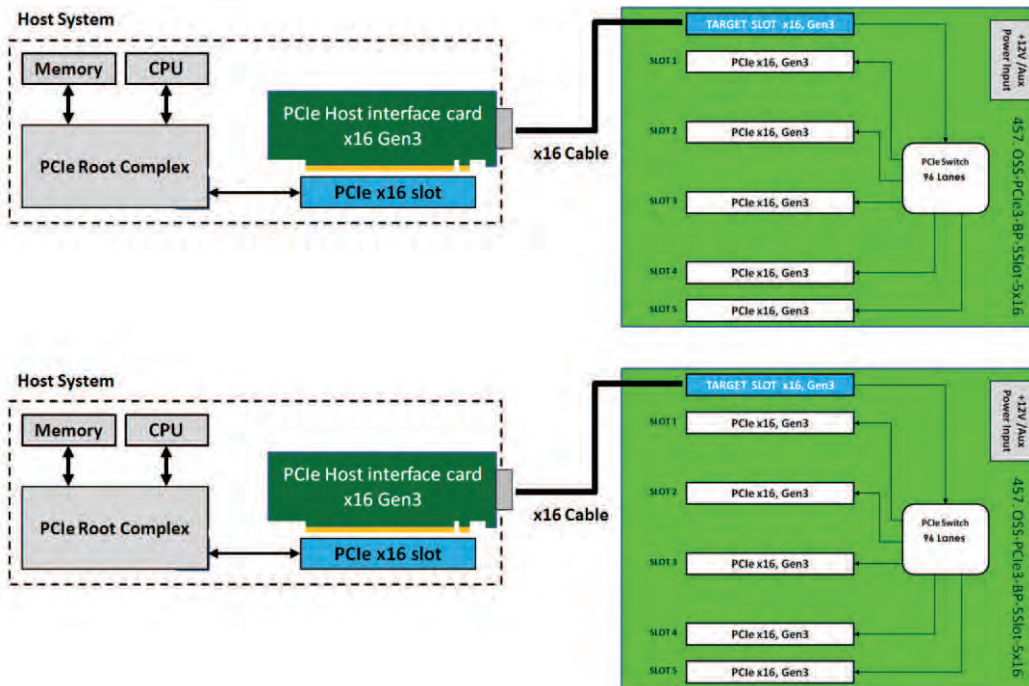 Host System
Memory
CPU
PCIe Root Complex
PCIe Host interface card
x16 Gen3
PCIe x16 slot
x16 Cable
TARGET SLOT x16, Gen3
SLOT 1
PCIe x16, Gen3
SLOT 2
PCIe x16, Gen3
SLOT 3
PCIe x16, Gen3
SLOT 4
PCIe x16, Gen3
SLOT 5
PCIe x16, Gen3
PCIe Switch
96 Lanes
+12V /Aux
Power Input
457. OSS-PCIe3-BP-5Slot-5x16
Host System
Memory
CPU
PCIe Root Complex
PCIe Host interface card
x16 Gen3
PCIe x16 slot
x16 Cable
TARGET SLOT x16, Gen3
SLOT 1
PCIe x16, Gen3
SLOT 2
PCIe x16, Gen3
SLOT 3
PCIe x16, Gen3
SLOT 4
PCIe x16, Gen3
SLOT 5
PCIe x16, Gen3
PCIe Switch
96 Lanes
+12V /Aux
Power Input
457. OSS-PCIe3-BP-5Slot-5x16